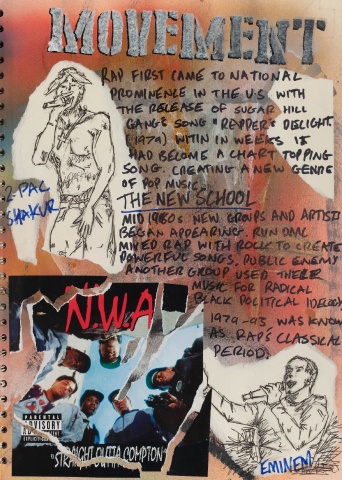 MOVEMENT
RAP FIRST CAME TO NATIONAL
PROMINENCE IN THE U.S WITH
THE RELEASE OF SUGAR HILL
GANG'S SONG "RAPPER'S DELIGHT
(1979) WITIN IN WEEKS IT
HAD BECOME A CHART TOPPING
SONG. CREATING A NEW GENRE
OF POP MUSIC.
THE NEW SCHOOL
MID 1980s NEW GROUPS AND ARTISTS
BEGAN APPEARING. RUN DMC
MIXED RAP WITH ROCK TO CREATE
POWERFUL SONGS. PUBLIC ENEMY
ANOTHER GROUP USED THEIR
MUSIC FOR RADICAL
BLACK POLITICAL
1979-93 WAS KNOWN
AS RAP'S CLASSICAL
PERIOD.
2-PAC
SHAKUR
N.W.A
PARENTAL
ADVISORY
EXPLICIT CONTENT
"STRAIGHT OUTTA COMPTON"
EMINEM